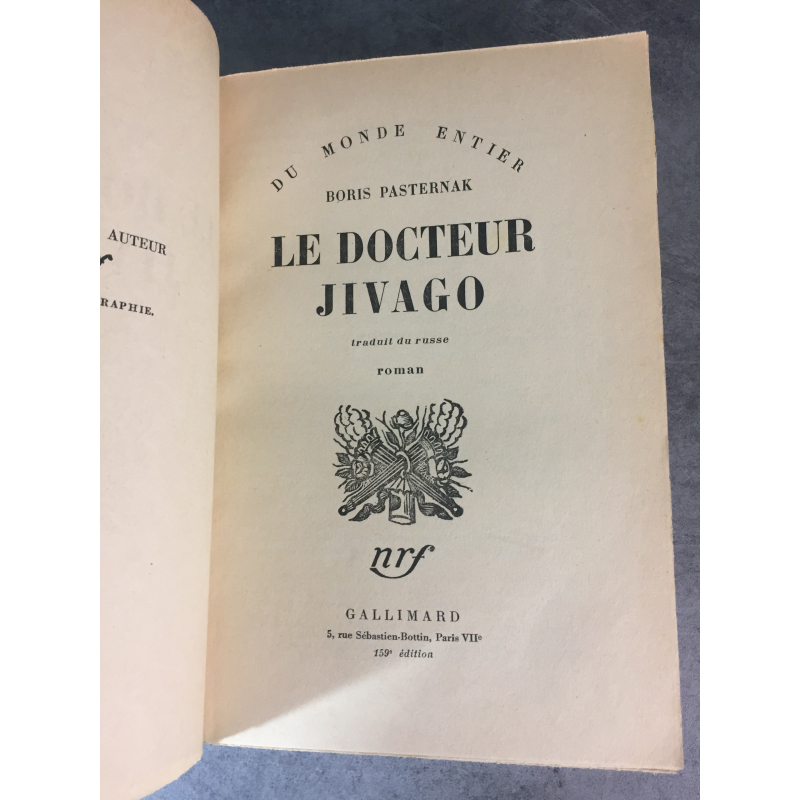 AUTEUR
RAPHIE.
DU MONDE ENTIER
BORIS PASTERNAK
LE DOCTEUR
JIVAGO
traduit du russe
roman
nrf
GALLIMARD
5, rue Sébastien-Bottin, Paris VIIe
159e édition